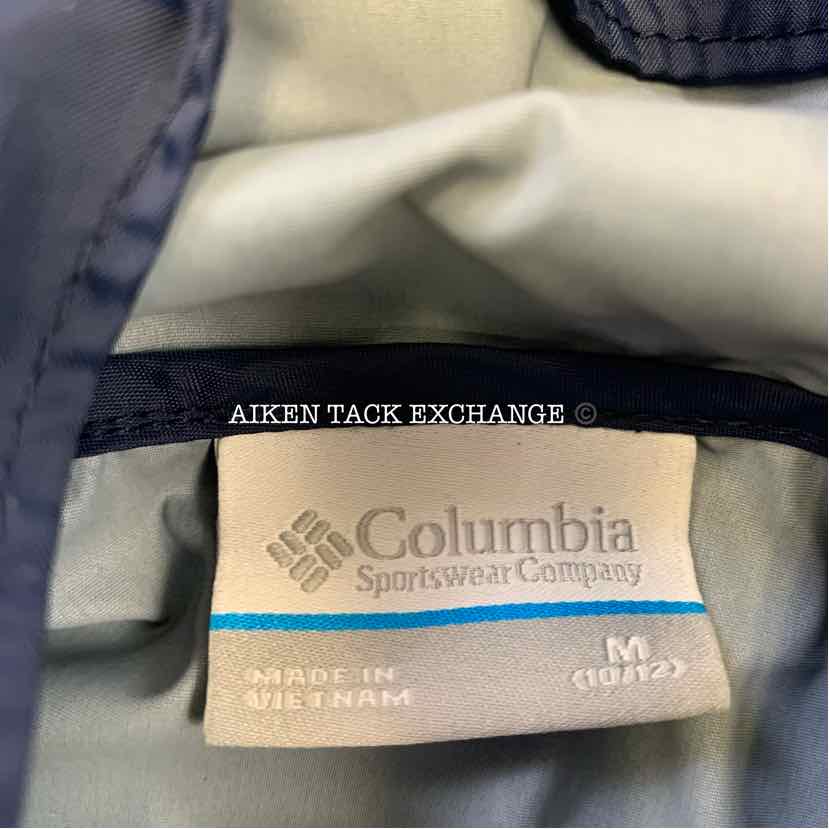 AIKEN TACK EXCHANGE ©
Columbia
Sportswear Company
MADE IN
VIETNAM
M
(10/12)